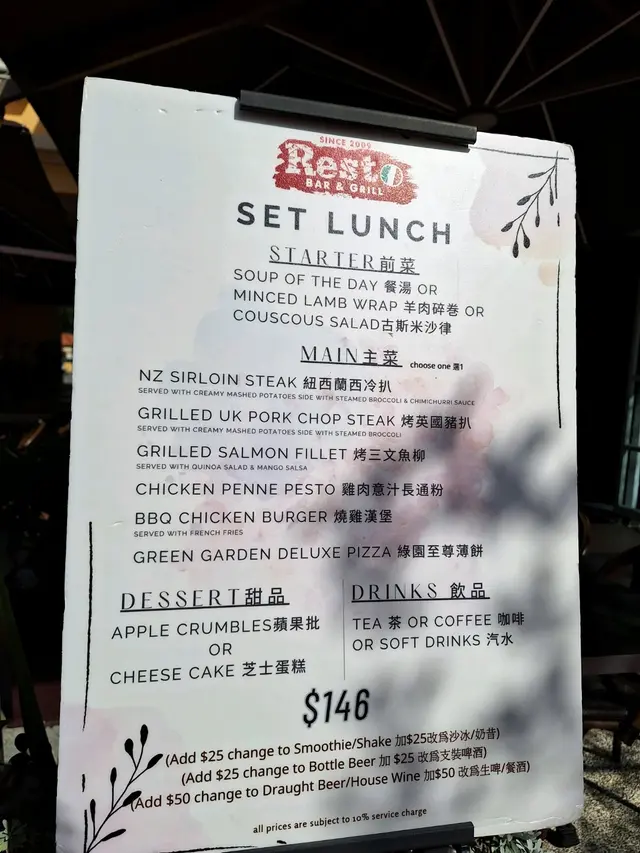 SINCE 2009
Resto
BAR & GRILL
SET LUNCH
STARTER前菜
SOUP OF THE DAY 餐湯 OR
MINCED LAMB WRAP 羊肉碎巻 OR
COUSCOUS SALAD古斯米沙律
MAIN主菜 choose one 選1
NZ SIRLOIN STEAK 紐西蘭西冷扒
SERVED WITH CREAMY MASHED POTATOES SIDE WITH STEAMED BROCCOLI & CHIMICHURRI SAUCE
GRILLED UK PORK CHOP STEAK 烤英國豬扒
SERVED WITH CREAMY MASHED POTATOES SIDE WITH STEAMED BROCCOLI
GRILLED SALMON FILLET 烤三文魚柳
SERVED WITH QUINOA SALAD & MANGO SALSA
CHICKEN PENNE PESTO 雞肉意汁長通粉
BBQ CHICKEN BURGER 燒雞漢堡
SERVED WITH FRENCH FRIES
GREEN GARDEN DELUXE PIZZA 綠園至尊薄餅
DESSERT甜品
APPLE CRUMBLES蘋果批
OR
CHEESE CAKE 芝士蛋糕
DRINKS 飲品
TEA 茶 OR COFFEE 咖啡
OR SOFT DRINKS 汽水
$146
(Add $25 change to Smoothie/Shake 加$25改爲沙冰/奶昔)
(Add $25 change to Bottle Beer 加 $25 改爲支裝啤酒)
(Add $50 change to Draught Beer/House Wine 加$50 改爲生啤/餐酒)
all prices are subject to 10% service charge